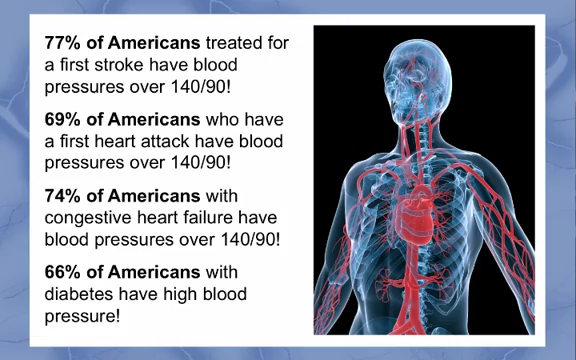 77% of Americans treated for
a first stroke have blood
pressures over 140/90!
69% of Americans who have
a first heart attack have blood
pressures over 140/90!
74% of Americans with
congestive heart failure have
blood pressures over 140/90!
66% of Americans with
diabetes have high blood
pressure!